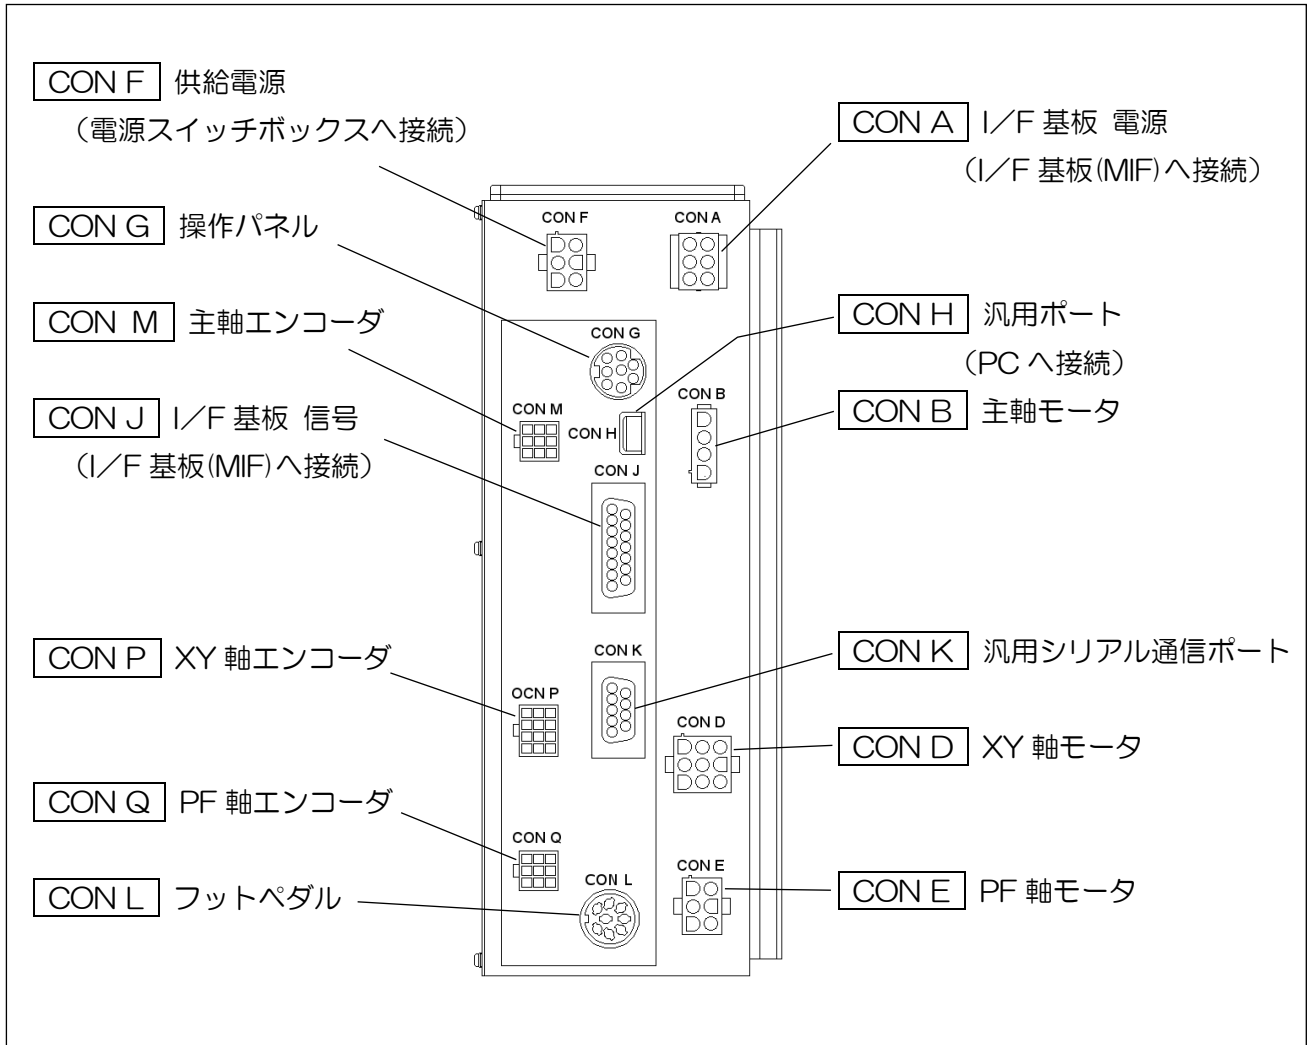 CON F 供給電源
（電源スイッチボックスへ接続）
CON G 操作パネル
CON M 主軸エンコーダ
CON J I／F 基板 信号
（I／F 基板(MIF)へ接続）
CON P XY 軸エンコーダ
CON Q PF 軸エンコーダ
CON L フットペダル
CON F
CON A
CON G
CON B
CON M
CON H
CON J
CON K
OCN P
CON D
CON Q
CON E
CON L
CON A I／F 基板 電源
（I／F 基板(MIF)へ接続）
CON H 汎用ポート
（PC へ接続）
CON B 主軸モータ
CON K 汎用シリアル通信ポート
CON D XY 軸モータ
CON E PF 軸モータ